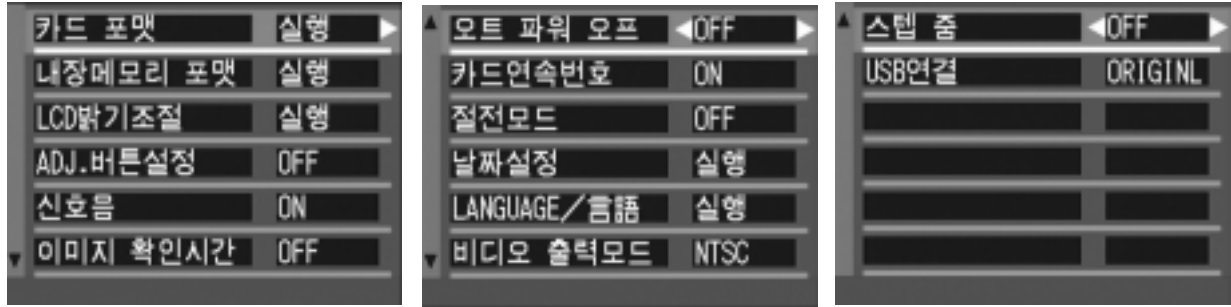 카드 포맷 실행
내장메모리 포맷 실행
LCD밝기조절 실행
ADJ.버튼설정 OFF
신호음 ON
이미지 확인시간 OFF
오트 파워 오프 OFF
카드연속번호 ON
절전모드 OFF
날짜설정 실행
LANGUAGE/言語 실행
비디오 출력모드 NTSC
스텝 줌 OFF
USB연결 ORIGINL